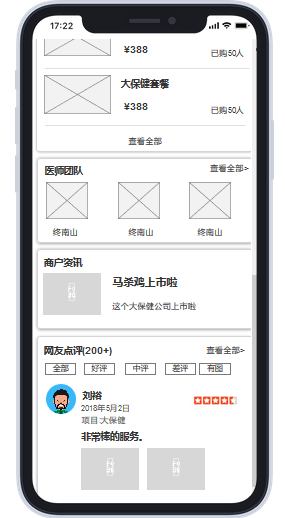 17:22
¥388
已购50人
大保健套餐
¥388
已购50人
查看全部
医师团队
查看全部>
终南山
终南山
终南山
商户资讯
马杀鸡上市啦
这个大保健公司上市啦
网友点评(200+)
查看全部>
全部 好评 中评 差评 有图
刘裕
2018年5月2日
项目:大保健
非常棒的服务。